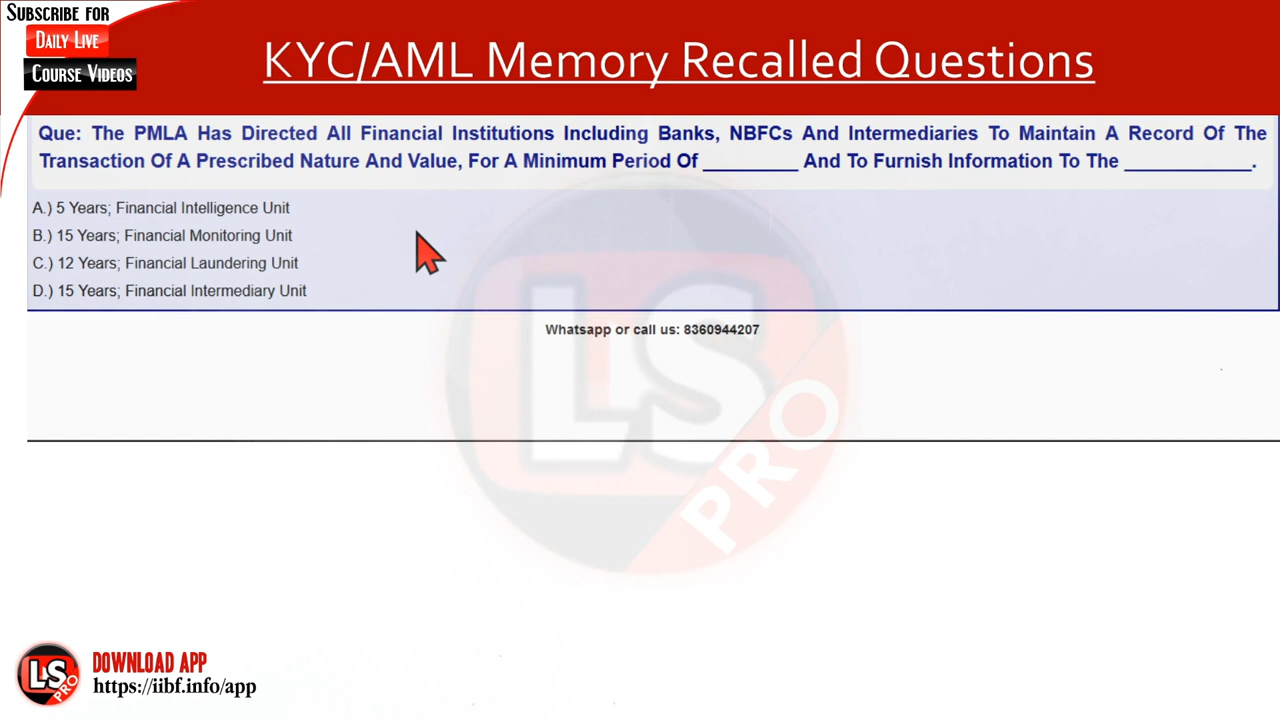 SUBSCRIBE FOR
DAILY LIVE
COURSE VIDEOS
KYC/AML Memory Recalled Questions
Que: The PMLA Has Directed All Financial Institutions Including Banks, NBFCs And Intermediaries To Maintain A Record Of The
Transaction Of A Prescribed Nature And Value, For A Minimum Period Of _________ And To Furnish Information To The ____________.
A.) 5 Years; Financial Intelligence Unit
B.) 15 Years; Financial Monitoring Unit
C.) 12 Years; Financial Laundering Unit
D.) 15 Years; Financial Intermediary Unit
Whatsapp or call us: 8360944207
LS
PRO
LS
PRO
DOWNLOAD APP
https://iibf.info/app